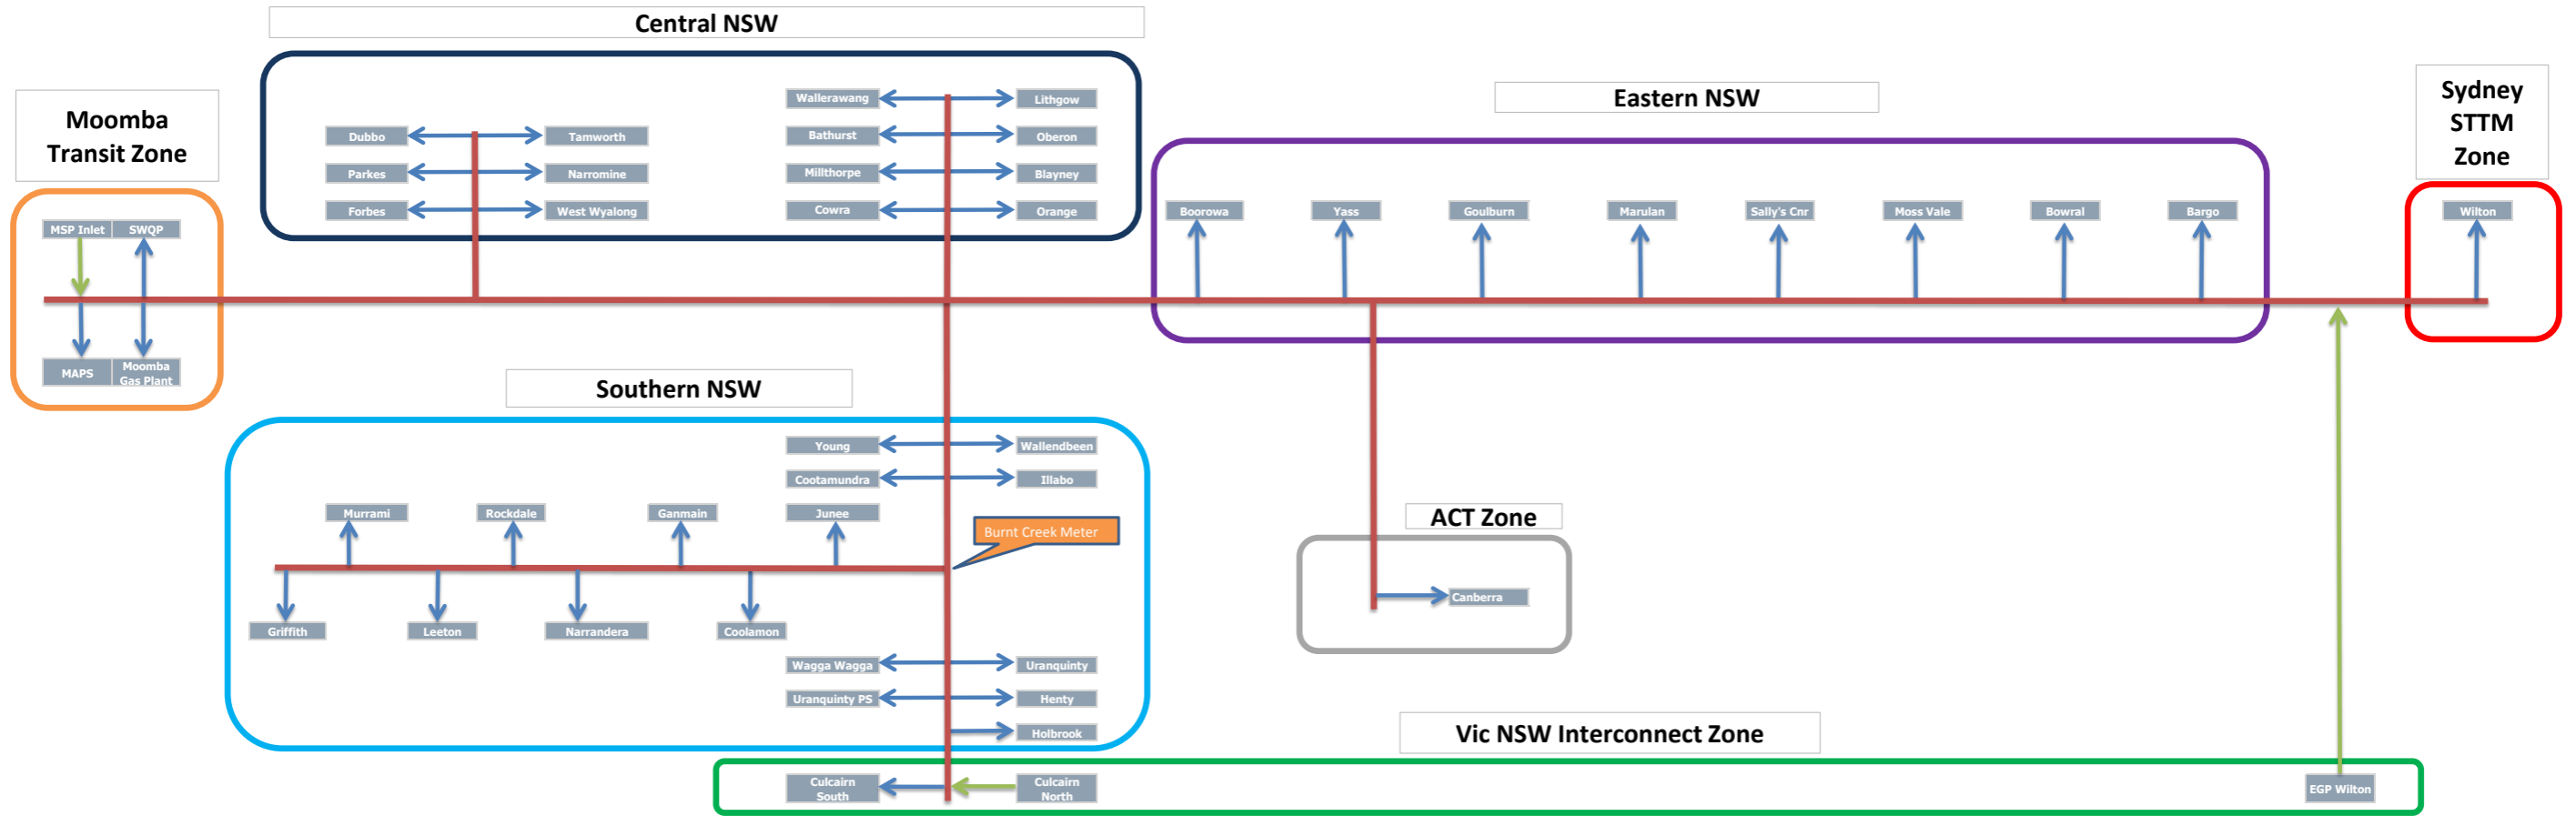 Central NSW
Moomba
Transit Zone
Eastern NSW
Sydney
STTM
Zone
Wallerawang
Lithgow
Dubbo
Tamworth
Bathurst
Oberon
Parkes
Narromine
Millthorpe
Blayney
Forbes
West Wyalong
Cowra
Orange
MSP Inlet
SWQP
Boorowa
Yass
Goulburn
Marulan
Sally's Cnr
Moss Vale
Bowral
Bargo
Wilton
MAPS
Moomba
Gas Plant
Southern NSW
Young
Wallendbeen
Cootamundra
Illabo
Murrami
Rockdale
Ganmain
Junee
Burnt Creek Meter
ACT Zone
Canberra
Griffith
Leeton
Narrandera
Coolamon
Wagga Wagga
Uranquinty
Uranquinty PS
Henty
Holbrook
Vic NSW Interconnect Zone
Culcairn
South
Culcairn
North
EGP Wilton